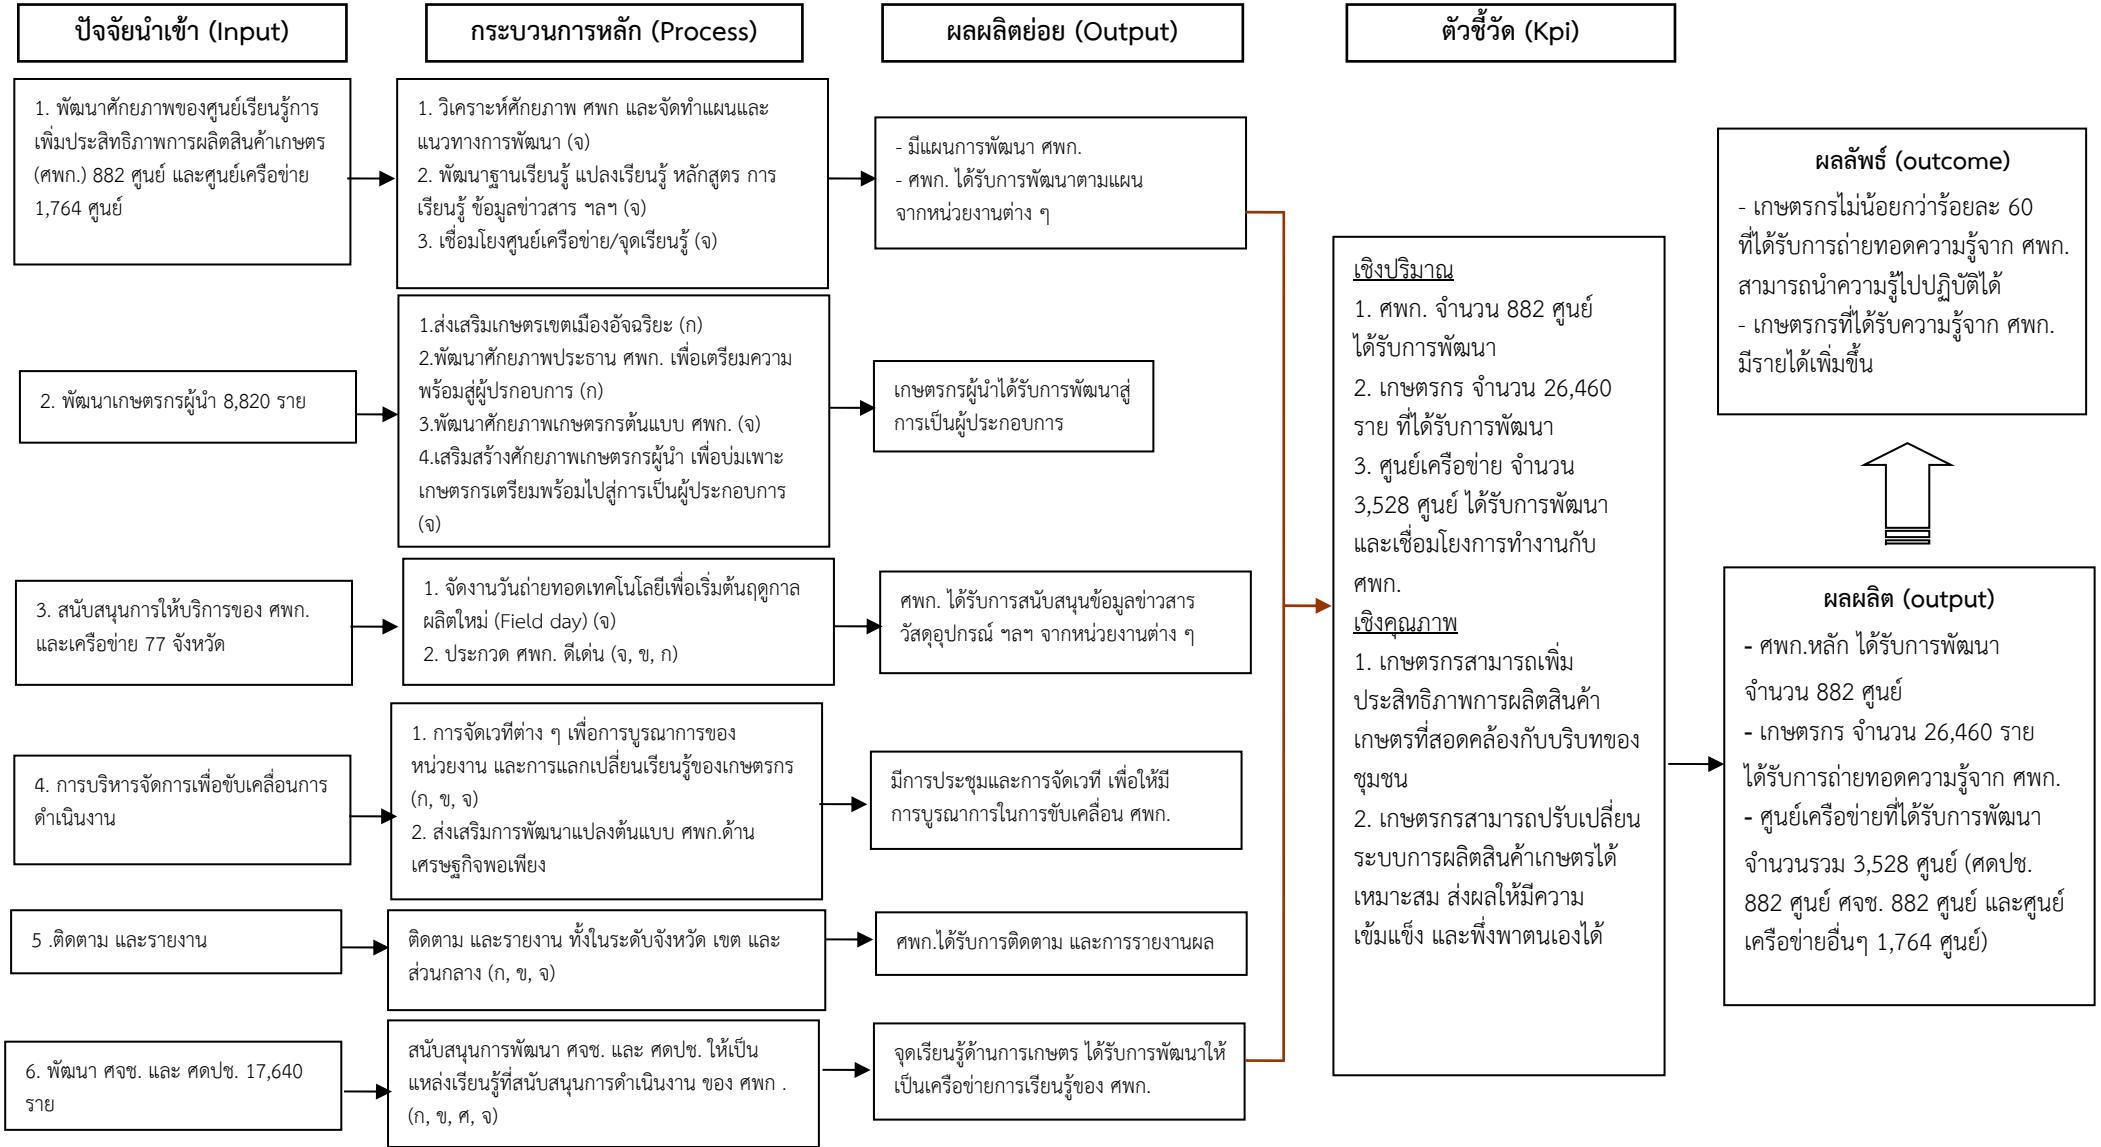 ปัจจัยนำเข้า (Input)
กระบวนการหลัก (Process)
ผลผลิตย่อย (Output)
ตัวชี้วัด (Kpi)
1. พัฒนาศักยภาพของศูนย์เรียนรู้การ
เพิ่มประสิทธิภาพการผลิตสินค้าเกษตร
(ศพก.) 882 ศูนย์ และศูนย์เครือขาย
1,764 ศูนย์
1. วิเคราะห์ศักยภาพ ศพก และจัดทำแผนและ
แนวทางการพัฒนา (จ)
2. พัฒนาฐานเรียนรู้ แปลงเรียนรู้ หลักสูตร การ
เรียนรู้ ข้อมูลข่าวสาร ฯลฯ (จ)
3. เชื่อมโยงศูนย์เครือข่าย/จุดเรียนรู้ (จ)
- มีแผนการพัฒนา ศพก.
- ศพก. ได้รับการพัฒนาตามแผน
จากหน่วยงานต่าง ๆ
2. พัฒนาเกษตรกรผู้นำ 8,820 ราย
1.ส่งเสริมเกษตรเขตเมืองอัจฉริยะ (ก)
2.พัฒนาศักยภาพประธาน ศพก. เพื่อเตรียมความ
พร้อมสู่ผู้ปรกอบการ (ก)
3.พัฒนาศักยภาพเกษตรกรต้นแบบ ศพก. (จ)
4.เสริมสร้างศักยภาพเกษตรกรผู้นำ เพื่อบ่มเพาะ
เกษตรกรเตรียมพร้อมไปสู่การเป็นผู้ประกอบการ
(จ)
เกษตรกรผู้นำได้รับการพัฒนาสู่
การเป็นผู้ประกอบการ
3. สนับสนุนการให้บริการของ ศพก.
และเครือข่าย 77 จังหวัด
1. จัดงานวันถ่ายทอดเทคโนโลยีเพื่อเริ่มต้นฤดูกาล
ผลิตใหม่ (Field day) (จ)
2. ประกวด ศพก. ดีเด่น (จ, ข, ก)
ศพก. ได้รับการสนับสนุนข้อมูลข่าวสาร
วัสดุอุปกรณ์ ฯลฯ จากหน่วยงานต่าง ๆ
4. การบริหารจัดการเพื่อขับเคลื่อนการ
ดำเนินงาน
1. การจัดเวทีต่าง ๆ เพื่อการบูรณาการของ
หน่วยงาน และการแลกเปลี่ยนเรียนรู้ของเกษตรกร
(ก, ข, จ)
2. ส่งเสริมการพัฒนาแปลงต้นแบบ ศพก.ด้าน
เศรษฐกิจพอเพียง
มีการประชุมและการจัดเวที เพื่อให้มี
การบูรณาการในการขับเคลื่อน ศพก.
5 .ติดตาม และรายงาน
ติดตาม และรายงาน ทั้งในระดับจังหวัด เขต และ
ส่วนกลาง (ก, ข, จ)
ศพก.ได้รับการติดตาม และการรายงานผล
6. พัฒนา ศจช. และ ศดปช. 17,640
ราย
สนับสนุนการพัฒนา ศจช. และ ศดปช. ให้เป็น
แหล่งเรียนรู้ที่สนับสนุนการดำเนินงาน ของ ศพก .
(ก, ข, ศ, จ)
จุดเรียนรู้ด้านการเกษตร ได้รับการพัฒนาให้
เป็นเครือข่ายการเรียนรู้ของ ศพก.
เชิงปริมาณ
1. ศพก. จำนวน 882 ศูนย์
ได้รับการพัฒนา
2. เกษตรกร จำนวน 26,460
ราย ที่ได้รับการพัฒนา
3. ศูนย์เครือข่าย จำนวน
3,528 ศูนย์ ได้รับการพัฒนา
และเชื่อมโยงการทำงานกับ
ศพก.
เชิงคุณภาพ
1. เกษตรกรสามารถเพิ่ม
ประสิทธิภาพการผลิตสินค้า
เกษตรที่สอดคล้องกับบริบทของ
ชุมชน
2. เกษตรกรสามารถปรับเปลี่ยน
ระบบการผลิตสินค้าเกษตรได้
เหมาะสม ส่งผลให้มีความ
เข้มแข็ง และพึ่งพาตนเองได้
ผลลัพธ์ (outcome)
- เกษตรกรไม่น้อยกว่าร้อยละ 60
ที่ได้รับการถ่ายทอดความรู้จาก ศพก.
สามารถนำความรู้ไปปฏิบัติได้
- เกษตรกรที่ได้รับความรู้จาก ศพก.
มีรายได้เพิ่มขึ้น
ผลผลิต (output)
- ศพก.หลัก ได้รับการพัฒนา
จำนวน 882 ศูนย์
- เกษตรกร จำนวน 26,460 ราย
ได้รับการถ่ายทอดความรู้จาก ศพก.
- ศูนย์เครือข่ายที่ได้รับการพัฒนา
จำนวนรวม 3,528 ศูนย์ (ศดปช.
882 ศูนย์ ศจช. 882 ศูนย์ และศูนย์
เครือข่ายอื่นๆ 1,764 ศูนย์)